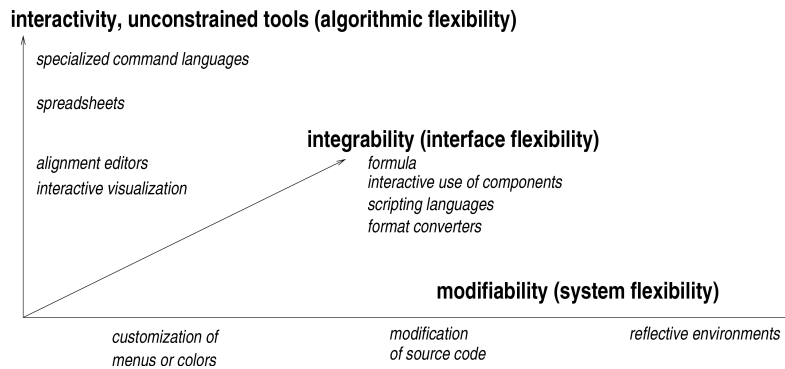 interactivity, unconstrained tools (algorithmic flexibility)
specialized command languages
spreadsheets
integrability (interface flexibility)
alignment editors
interactive visualization
formula
interactive use of components
scripting languages
format converters
modifiability (system flexibility)
customization of
menus or colors
modification
of source code
reflective environments